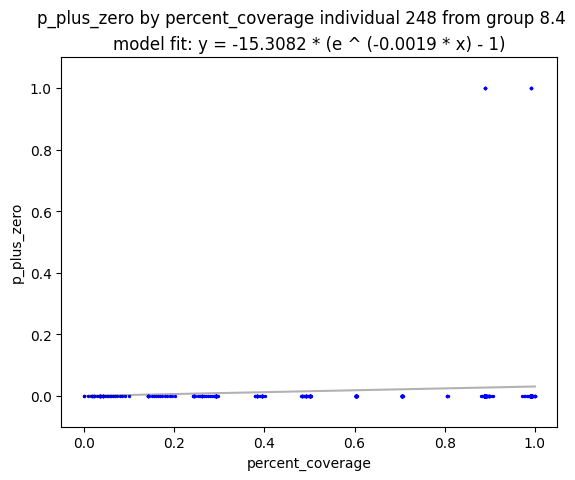 p_plus_zero by percent_coverage individual 248 from group 8.4
model fit: y = -15.3082 * (e ^ (-0.0019 * x) - 1)
1.0
0.8
0.6
0.4
0.2
0.0
p_plus_zero
0.0 0.2 0.4 0.6 0.8 1.0
percent_coverage